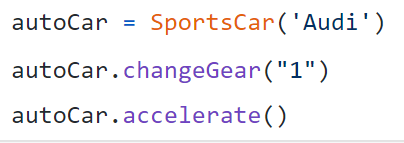 autoCar = SportsCar('Audi')
autoCar.changeGear("1")
autoCar.accelerate()